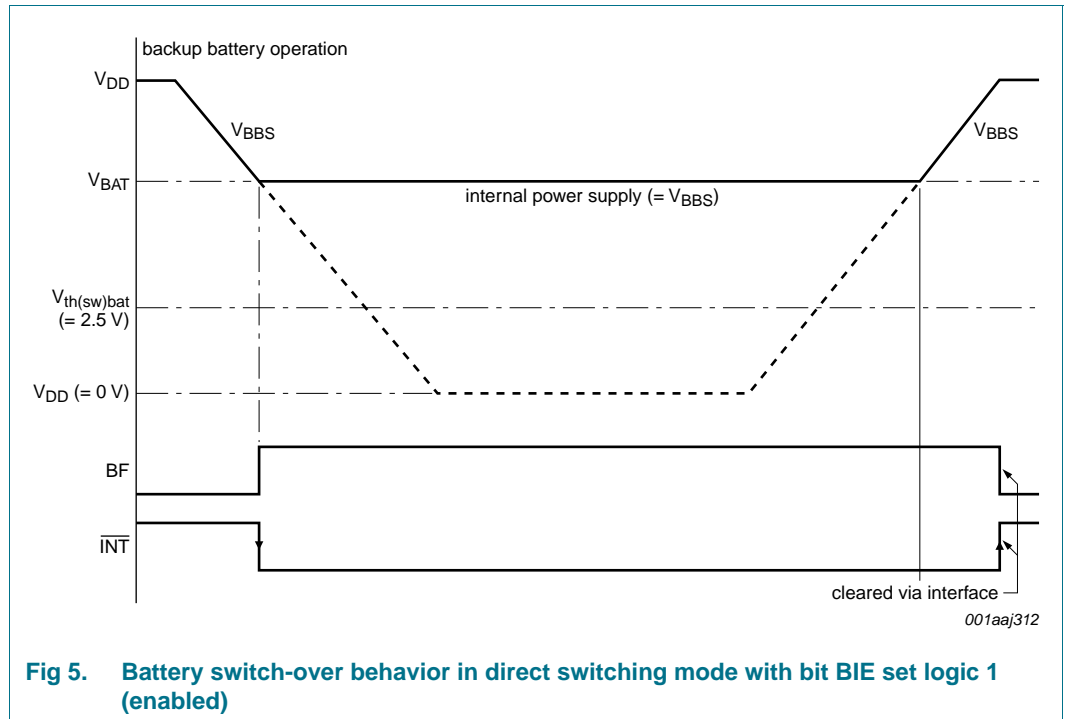 backup battery operation
VDD
VBBS
VBBS
VBAT
internal power supply (= VBBS)
Vth(sw)bat
(= 2.5 V)
VDD (= 0 V)
BF
INT
cleared via interface
001aaj312
Fig 5. Battery switch-over behavior in direct switching mode with bit BIE set logic 1
(enabled)